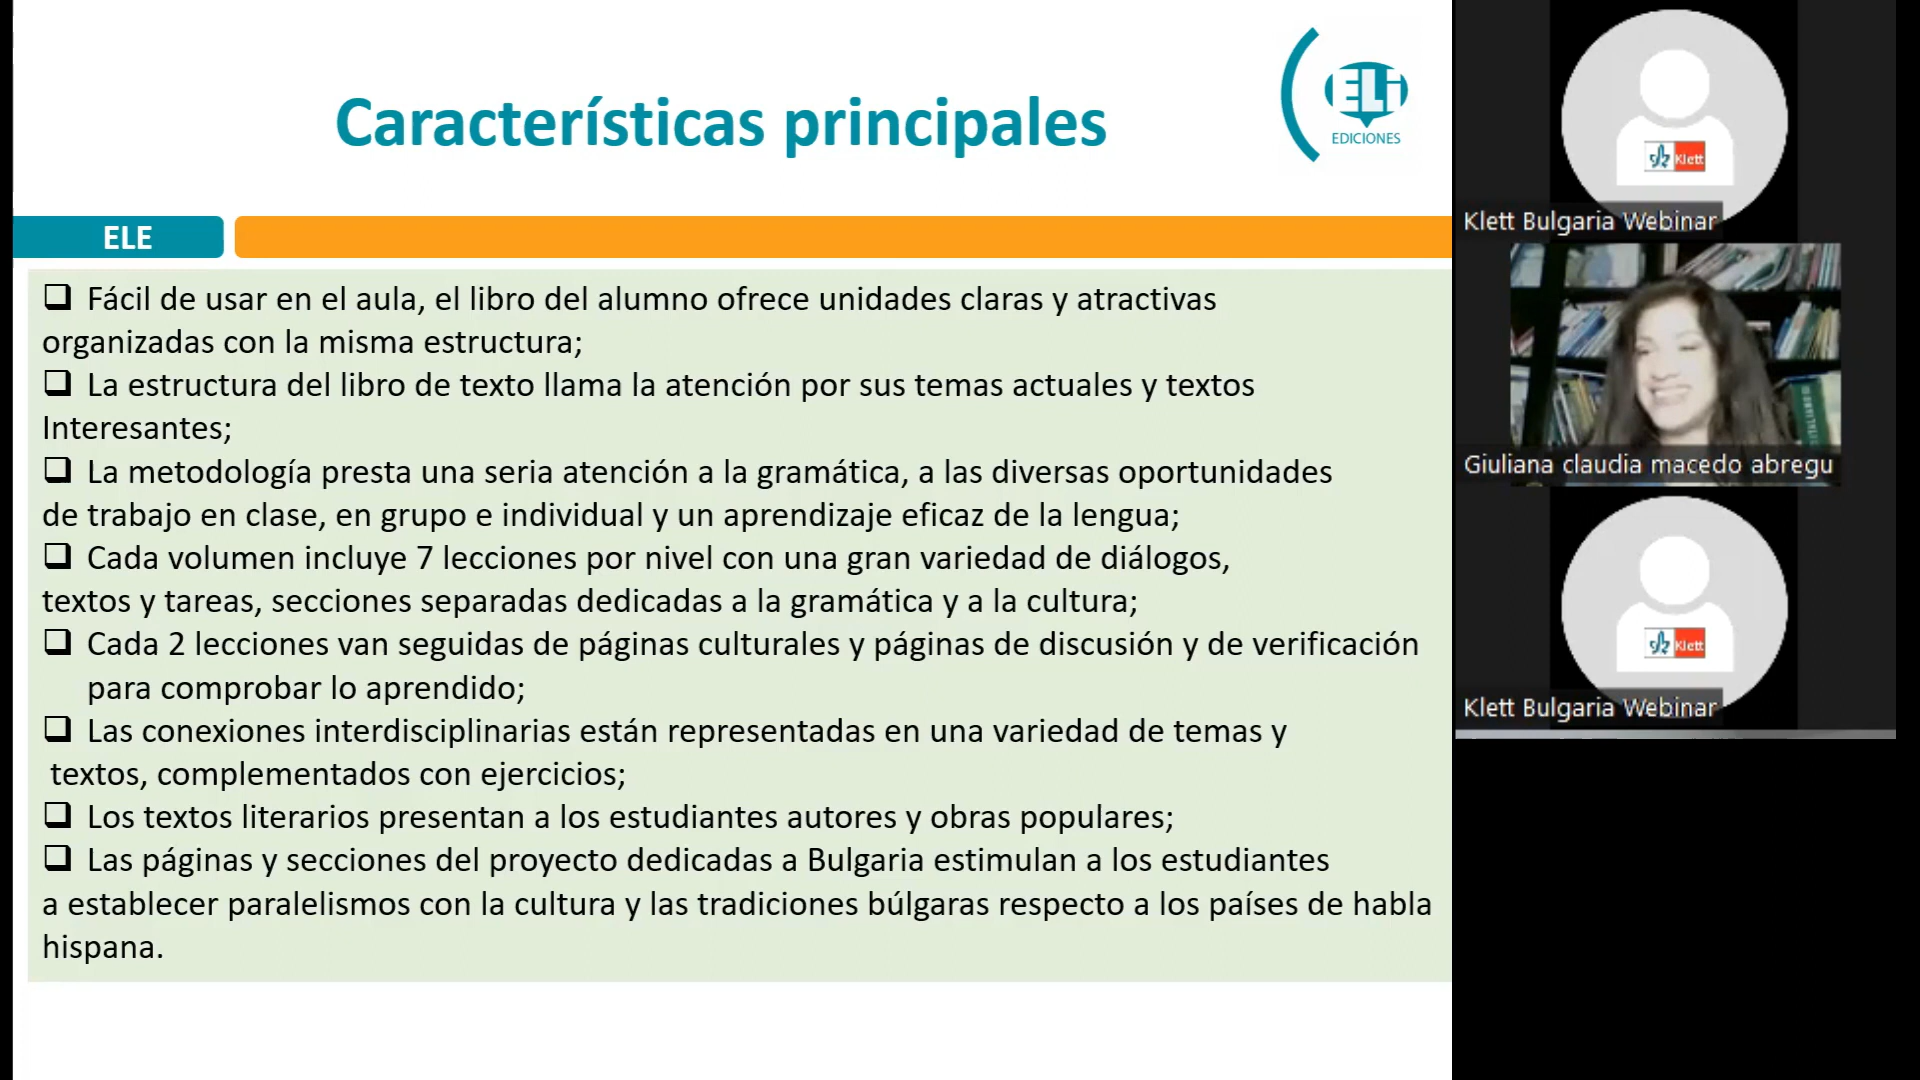 Características principales
ELi
EDICIONES
ELE
Fácil de usar en el aula, el libro del alumno ofrece unidades claras y atractivas
organizadas con la misma estructura;
La estructura del libro de texto llama la atención por sus temas actuales y textos
Interesantes;
La metodología presta una seria atención a la gramática, a las diversas oportunidades
de trabajo en clase, en grupo e individual y un aprendizaje eficaz de la lengua;
Cada volumen incluye 7 lecciones por nivel con una gran variedad de diálogos,
textos y tareas, secciones separadas dedicadas a la gramática y a la cultura;
Cada 2 lecciones van seguidas de páginas culturales y páginas de discusión y de verificación
para comprobar lo aprendido;
Las conexiones interdisciplinarias están representadas en una variedad de temas y
textos, complementados con ejercicios;
Los textos literarios presentan a los estudiantes autores y obras populares;
Las páginas y secciones del proyecto dedicadas a Bulgaria estimulan a los estudiantes
a establecer paralelismos con la cultura y las tradiciones búlgaras respecto a los países de habla
hispana.
Klett
Klett Bulgaria Webinar
Giuliana claudia macedo abregu
Klett
Klett Bulgaria Webinar